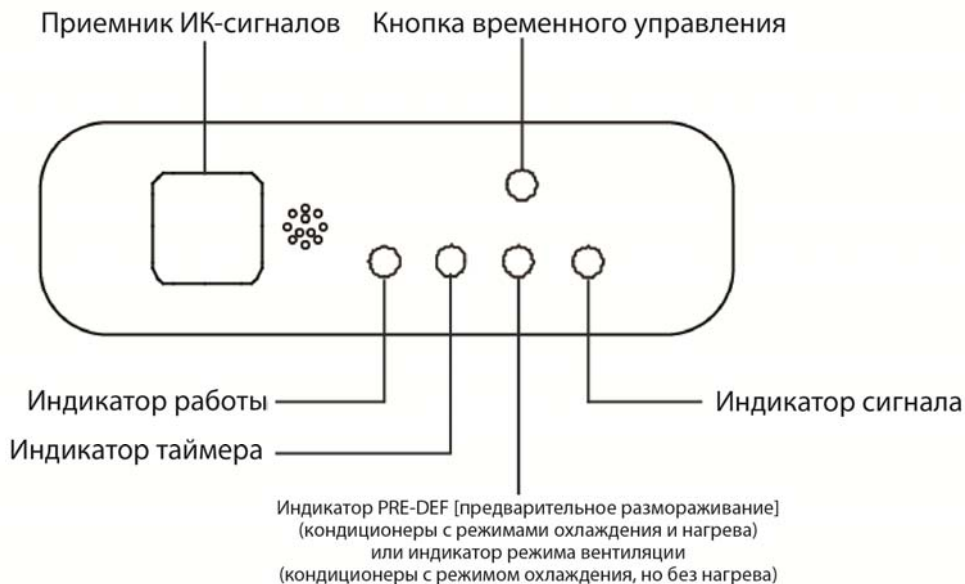 Приемник ИК-сигналов
Кнопка временного управления
Индикатор работы
Индикатор сигнала
Индикатор таймера
Индикатор PRE-DEF [предварительное размораживание]
(кондиционеры с режимами охлаждения и нагрева)
или индикатор режима вентиляции
(кондиционеры с режимом охлаждения, но без нагрева)